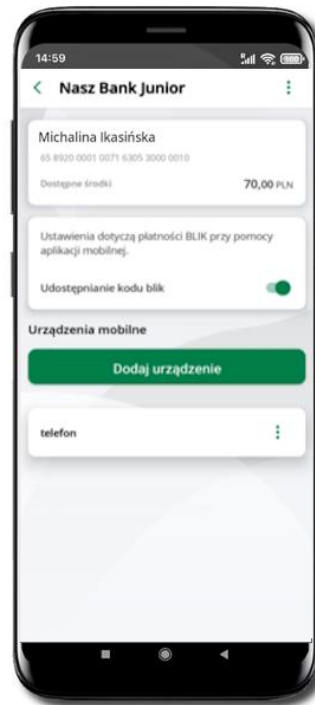 14:59
Nasz Bank Junior
Michalina Ikasińska
65 8920 0001 0071 6305 3000 0010
Dostępne środki 70,00 PLN
Ustawienia dotyczą płatności BLIK przy pomocy
aplikacji mobilnej.
Udostępnianie kodu blik
Urządzenia mobilne
Dodaj urządzenie
telefon